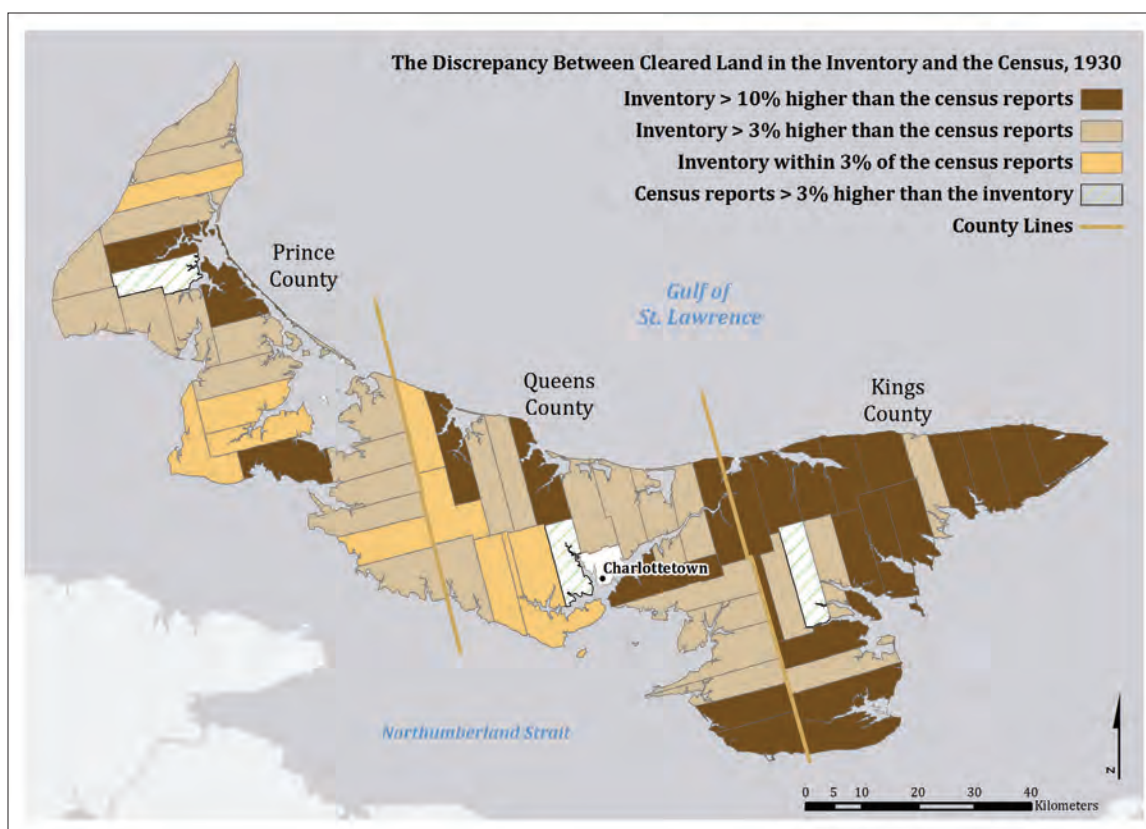 The Discrepancy Between Cleared Land in the Inventory and the Census, 1930
Inventory > 10% higher than the census reports
Inventory > 3% higher than the census reports
Inventory within 3% of the census reports
Census reports > 3% higher than the inventory
County Lines
Prince
County
Gulf of
St. Lawrence
Queens
County
Kings
County
Charlottetown
Northumberland Strait
N
0 5 10 20 30 40
Kilometers